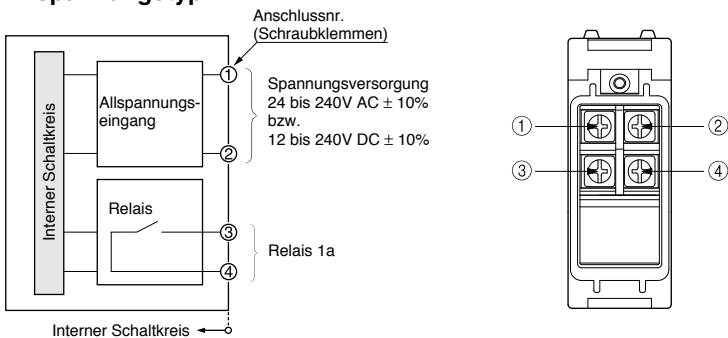 Anschlussnr.
(Schraubklemmen)
Interner Schaltkreis
Allspannungs-
eingang
①
②
Spannungsversorgung
24 bis 240V AC ± 10%
bzw.
12 bis 240V DC ± 10%
Relais
③
④
Relais 1a
Interner Schaltkreis
①
②
③
④